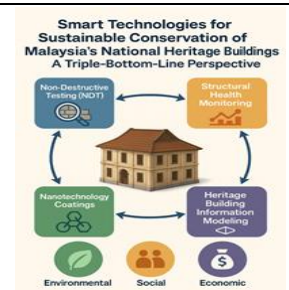 Smart Technologies for
Sustainable Conservation of
Malaysia's National Heritage Buildings
A Triple-Bottom-Line Perspective
Non-Destructive
Testing (NDT)
Structural
Health
Monitoring
Nanotechnology
Coatings
Heritage
Building
Information
Modeling
Environmental
Social
Economic